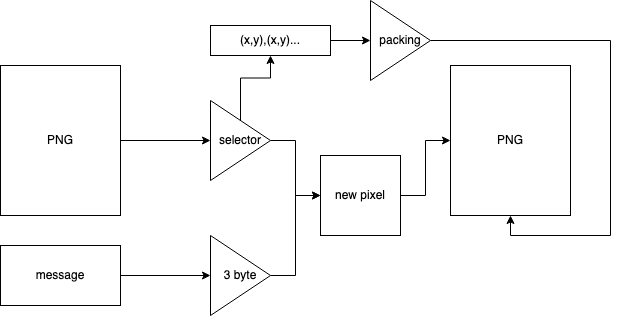 (x,y),(x,y)...
packing
PNG
selector
PNG
new pixel
message
3 byte